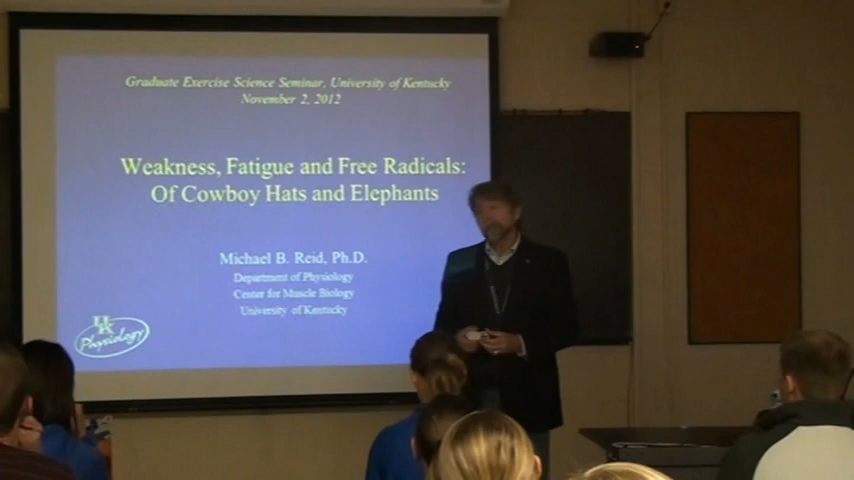 Graduate Exercise Science Seminar, University of Kentucky
November 2, 2012
Weakness, Fatigue and Free Radicals:
Of Cowboy Hats and Elephants
Michael B. Reid, Ph.D.
Department of Physiology
Center for Muscle Biology
University of Kentucky
UK
Physiology